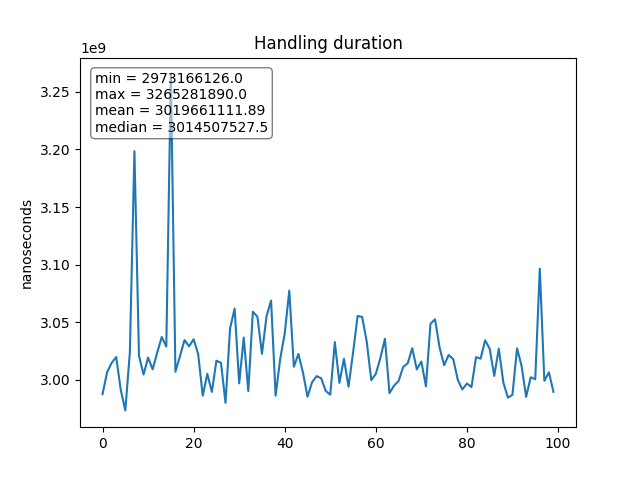 Handling duration
1e9
min = 2973166126.0
max = 3265281890.0
mean = 3019661111.89
median = 3014507527.5
3.25
3.20
3.15
3.10
3.05
3.00
nanoseconds
0 20 40 60 80 100